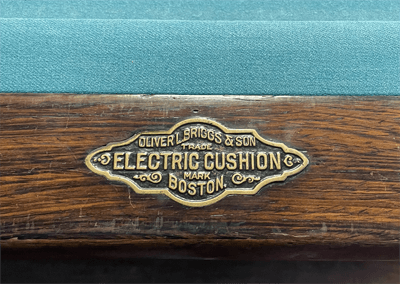 OLIVER L. BRIGGS & SON
TRADE
ELECTRIC CUSHION
MARK
BOSTON.